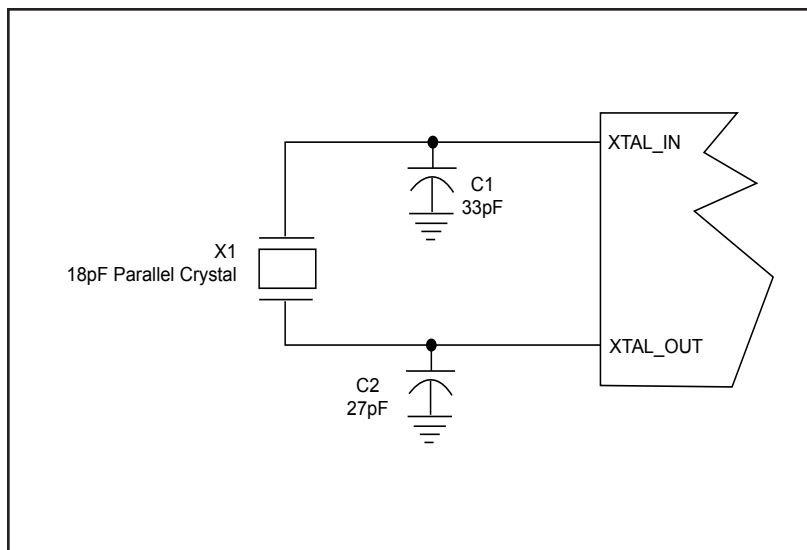 XTAL_IN
C1
33pF
X1
18pF Parallel Crystal
XTAL_OUT
C2
27pF